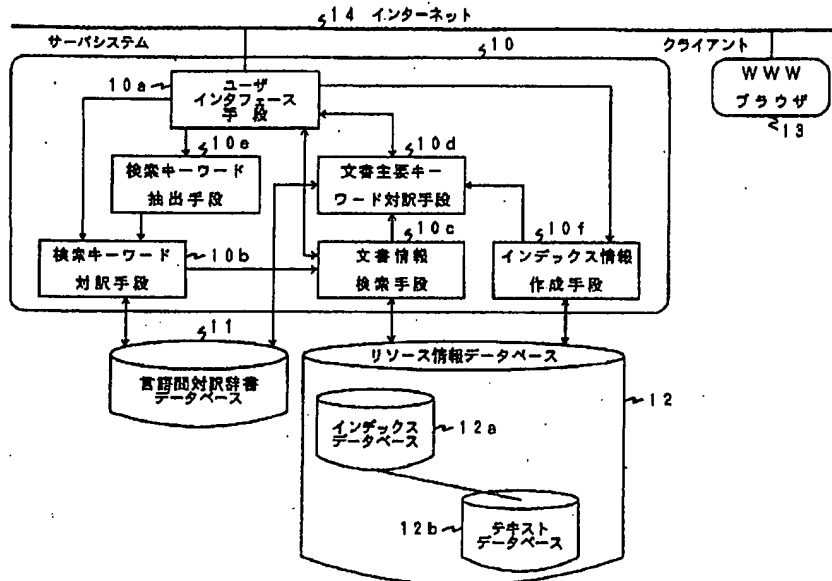 14 インターネット
サーバシステム
10
クライアント
10a
ユーザ
インタフェース
手段
WWW
ブラウザ
13
10e
検索キーワード
抽出手段
10d
文書主要キー
ワード対訳手段
検索キーワード
対訳手段
10b
10c
文書情報
検索手段
10f
インデックス情報
作成手段
11
言語間対訳辞書
データベース
リソース情報データベース
12
インデックス
データベース
12a
12b
テキスト
データベース